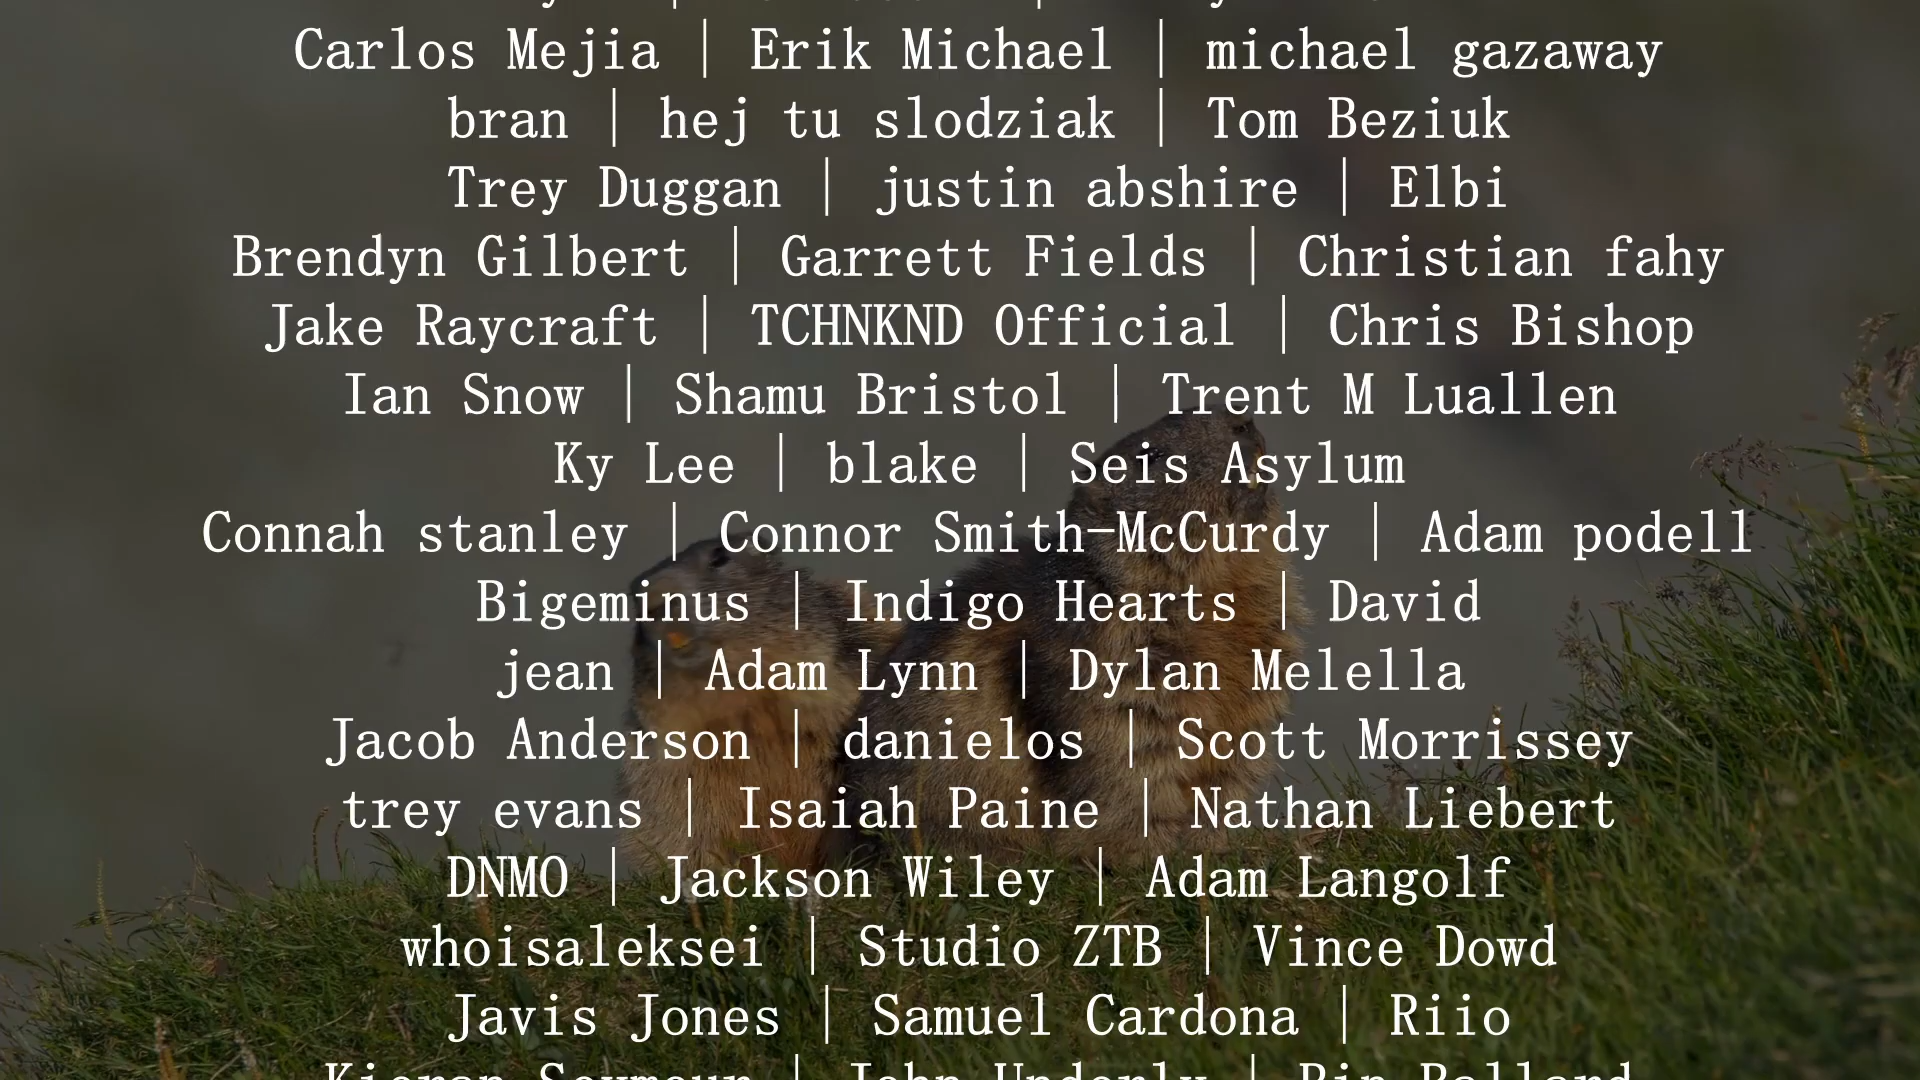 Carlos Mejia | Erik Michael | michael gazaway
bran | hej tu slodziak | Tom Beziuk
Trey Duggan | justin abshire | Elbi
Brendyn Gilbert | Garrett Fields | Christian fahy
Jake Raycraft | TCHNKND Official | Chris Bishop
Ian Snow | Shamu Bristol | Trent M Luallen
Ky Lee | blake | Seis Asylum
Connah stanley | Connor Smith-McCurdy | Adam podell
Bigeminus | Indigo Hearts | David
jean | Adam Lynn | Dylan Melella
Jacob Anderson | danielos | Scott Morrissey
trey evans | Isaiah Paine | Nathan Liebert
DNMO | Jackson Wiley | Adam Langolf
whoisaleksei | Studio ZTB | Vince Dowd
Javis Jones | Samuel Cardona | Riio
Kieran Seymour | John Underly |